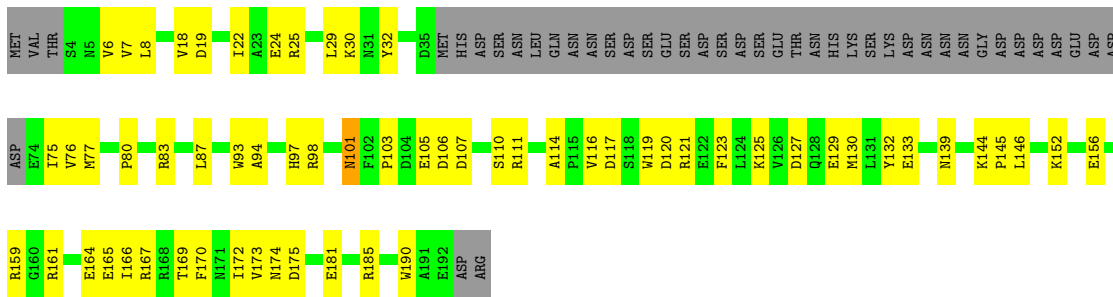 MET VAL THR S4 N5 V6 V7 L8 V18 D19 I22 A23 E24 R25 L29 K30 N31 Y32 D35 MET HIS ASP SER ASN LEU GLN ASN ASN SER ASP SER GLU SER ASP SER ASP SER GLU THR ASN HIS LYS SER LYS ASP ASN ASN ASN GLY ASP ASP ASP ASP GLU ASP ASP
ASP E74 I75 V76 M77 P80 R83 L87 W93 A94 H97 R98 N101 F102 P103 D104 E105 D106 D107 S110 R111 A114 P115 V116 D117 S118 W119 D120 R121 E122 F123 L124 K125 V126 D127 Q128 E129 M130 L131 Y132 E133 N139 K144 P145 L146 K152 E156
R159 G160 R161 E164 E165 I166 R167 R168 T169 F170 N171 I172 V173 N174 D175 E181 R185 W190 A191 E192 ASP ARG